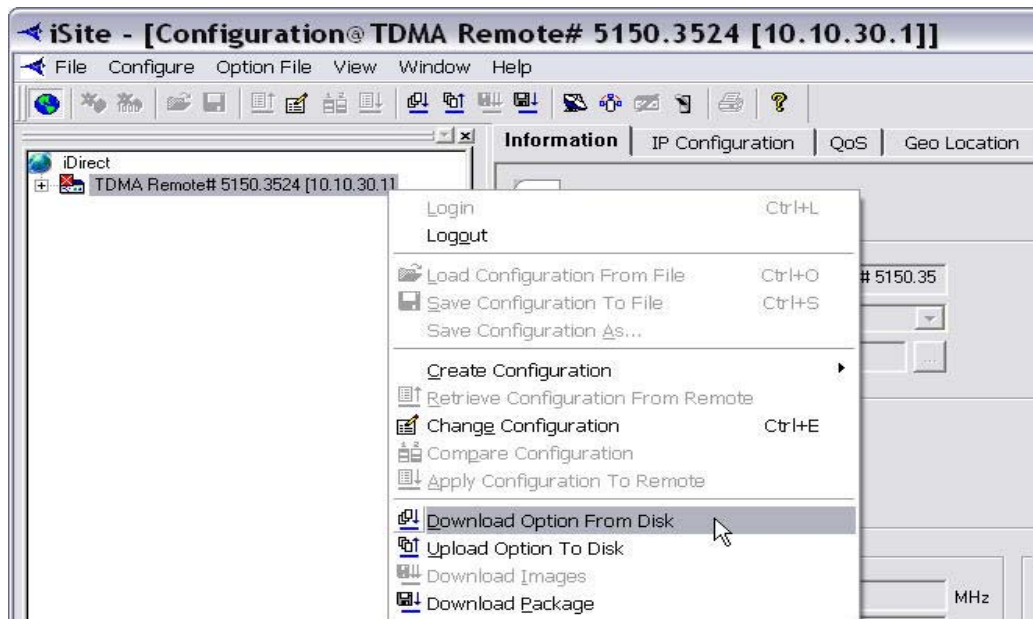 iSite - [Configuration@TDMA Remote# 5150.3524 [10.10.30.1]]
File Configure Option File View Window Help
Information IP Configuration QoS Geo Location
iDirect
TDMA Remote# 5150.3524 [10.10.30.1]
Login Ctrl+L
Logout
Load Configuration From File Ctrl+O
# 5150.35
Save Configuration To File Ctrl+S
Save Configuration As...
...
Create Configuration
Retrieve Configuration From Remote
Change Configuration Ctrl+E
Compare Configuration
Apply Configuration To Remote
Download Option From Disk
Upload Option To Disk
Download Images
Download Package
MHz